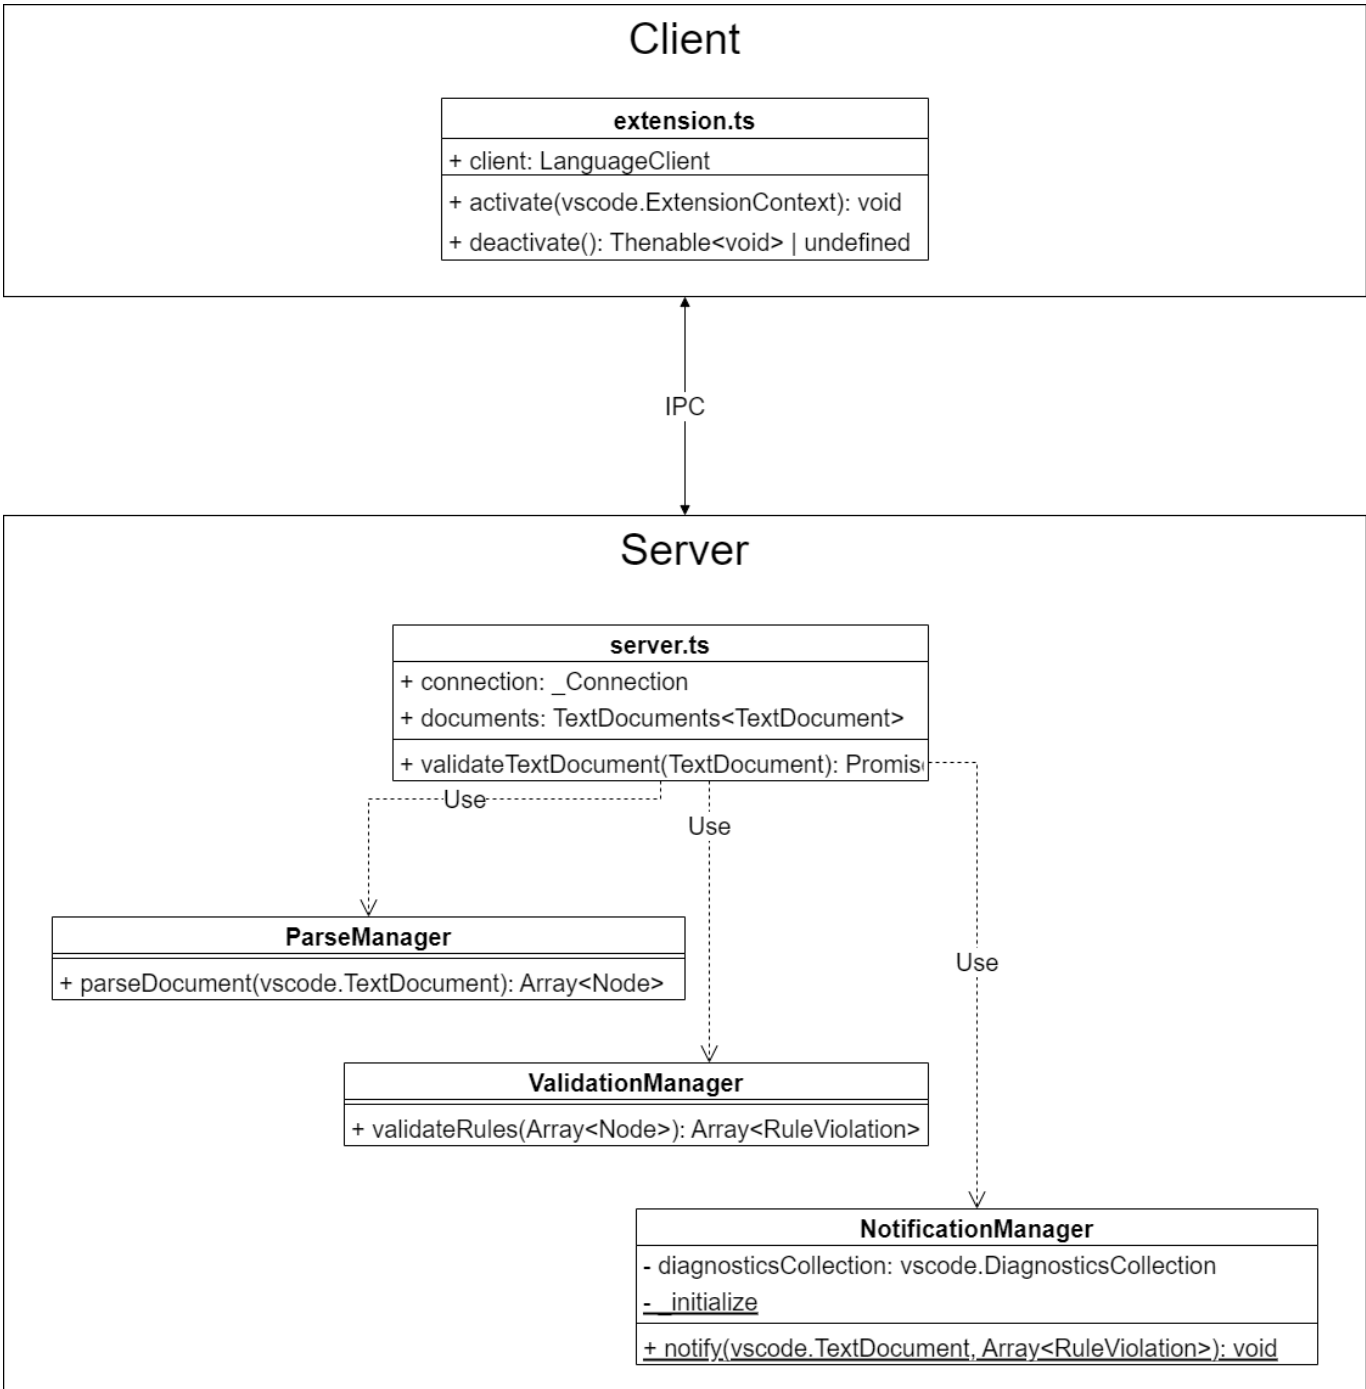 Client
extension.ts
+ client: LanguageClient
+ activate(vscode.ExtensionContext): void
+ deactivate(): Thenable<void> | undefined
IPC
Server
server.ts
+ connection: _Connection
+ documents: TextDocuments<TextDocument>
+ validateTextDocument(TextDocument): Promis
Use
Use
ParseManager
+ parseDocument(vscode.TextDocument): Array<Node>
Use
ValidationManager
+ validateRules(Array<Node>): Array<RuleViolation>
NotificationManager
- diagnosticsCollection: vscode.DiagnosticsCollection
- _initialize
+ notify(vscode.TextDocument, Array<RuleViolation>): void